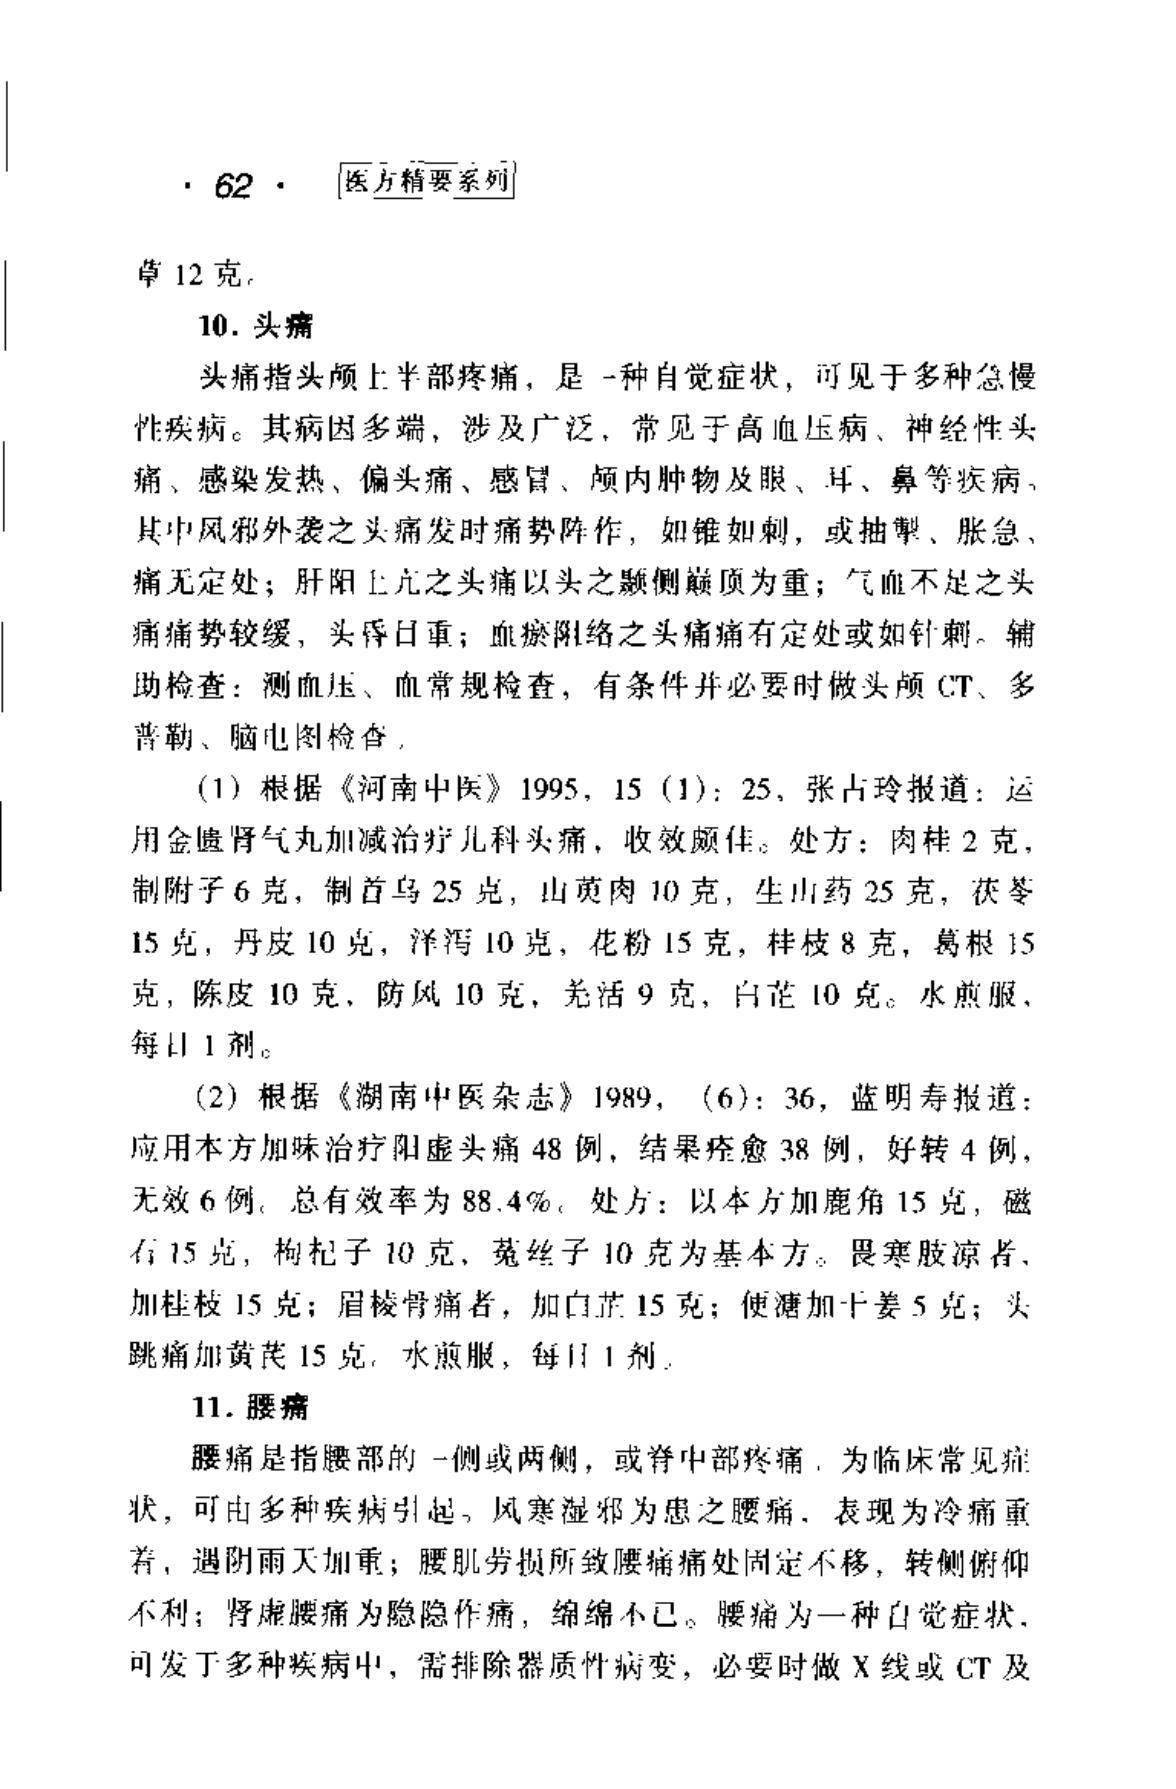 · 62 · 医方精要系列
草 12 克。
10. 头痛
头痛指头颅上半部疼痛，是一种自觉症状，可见于多种急慢
性疾病。其病因多端，涉及广泛，常见于高血压病、神经性头
痛、感染发热、偏头痛、感冒、颅内肿物及眼、耳、鼻等疾病。
其中风邪外袭之头痛发时痛势阵作，如锥如刺，或抽掣、胀急、
痛无定处；肝阳上亢之头痛以头之颞侧巅顶为重；气血不足之头
痛痛势较缓，头昏目重；血瘀阻络之头痛痛有定处或如针刺。辅
助检查：测血压、血常规检查，有条件并必要时做头颅 CT、多
普勒、脑电图检查。
（1）根据《河南中医》1995，15（1）：25，张占玲报道：运
用金匮肾气丸加减治疗儿科头痛，收效颇佳。处方：肉桂 2 克，
制附子 6 克，制首乌 25 克，山萸肉 10 克，生山药 25 克，茯苓
15 克，丹皮 10 克，泽泻 10 克，花粉 15 克，桂枝 8 克，葛根 15
克，陈皮 10 克，防风 10 克，羌活 9 克，白芷 10 克。水煎服，
每日 1 剂。
（2）根据《湖南中医杂志》1989，（6）：36，蓝明寿报道：
应用本方加味治疗阳虚头痛 48 例，结果痊愈 38 例，好转 4 例，
无效 6 例。总有效率为 88.4%。处方：以本方加鹿角 15 克，磁
石 15 克，枸杞子 10 克，菟丝子 10 克为基本方。畏寒肢凉者，
加桂枝 15 克；眉棱骨痛者，加白芷 15 克；便溏加干姜 5 克；头
跳痛加黄芪 15 克。水煎服，每日 1 剂。
11. 腰痛
腰痛是指腰部的一侧或两侧，或脊中部疼痛，为临床常见症
状，可由多种疾病引起。风寒湿邪为患之腰痛，表现为冷痛重
着，遇阴雨天加重；腰肌劳损所致腰痛痛处固定不移，转侧俯仰
不利；肾虚腰痛为隐隐作痛，绵绵不已。腰痛为一种自觉症状，
可发于多种疾病中，需排除器质性病变，必要时做 X 线或 CT 及